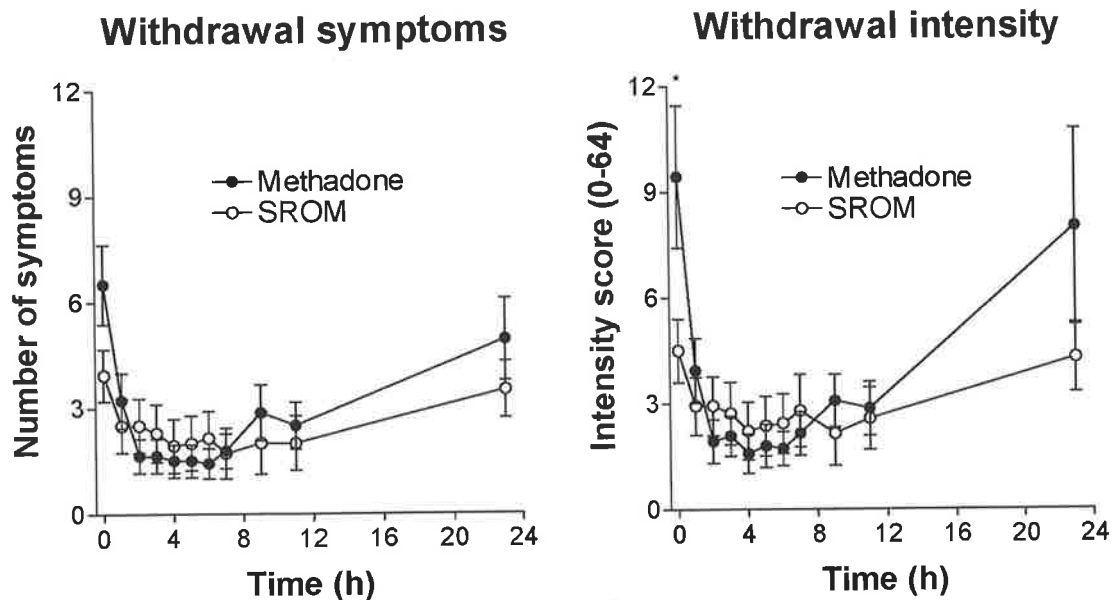 Withdrawal symptoms
12
9
6
3
0
Number of symptoms
Methadone
SROM
0 4 8 12 16 20 24
Time (h)
Withdrawal intensity
*
12
9
6
3
0
Intensity score (0-64)
Methadone
SROM
0 4 8 12 16 20 24
Time (h)